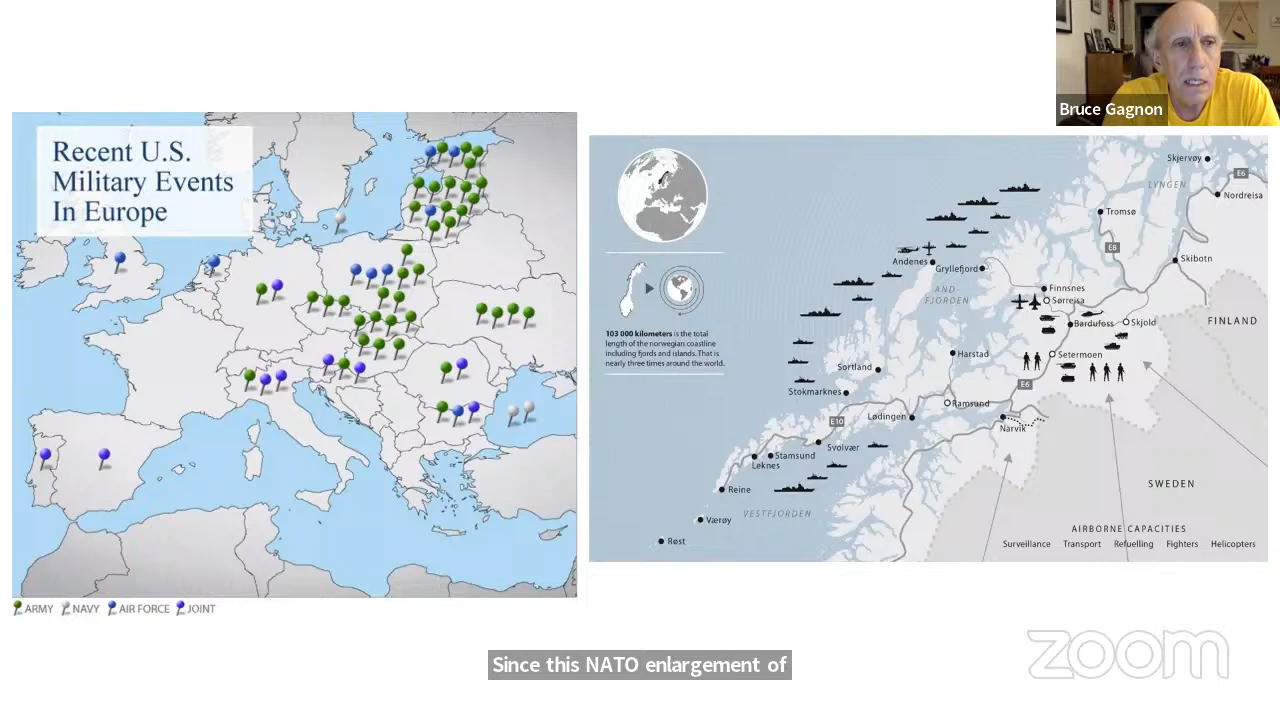 Bruce Gagnon
Recent U.S.
Military Events
In Europe
ARMY NAVY AIR FORCE JOINT
Skjervøy
LYNGEN
E6
Nordreisa
Tromsø
E8
Skibotn
Andenes
Gryllefjord
AND-
FJORDEN
Finnsnes
Sørreisa
Bardufoss
Skjold
FINLAND
103 000 kilometers is the total
length of the norwegian coastline
including fjords and islands. That is
nearly three times around the world.
Harstad
Setermoen
Sortland
E6
Stokmarknes
Ramsund
Lødingen
E10
Narvik
Svolvær
Stamsund
Leknes
SWEDEN
Reine
VESTFJORDEN
Værøy
AIRBORNE CAPACITIES
Røst
Surveillance Transport Refuelling Fighters Helicopters
zoom
Since this NATO enlargement of